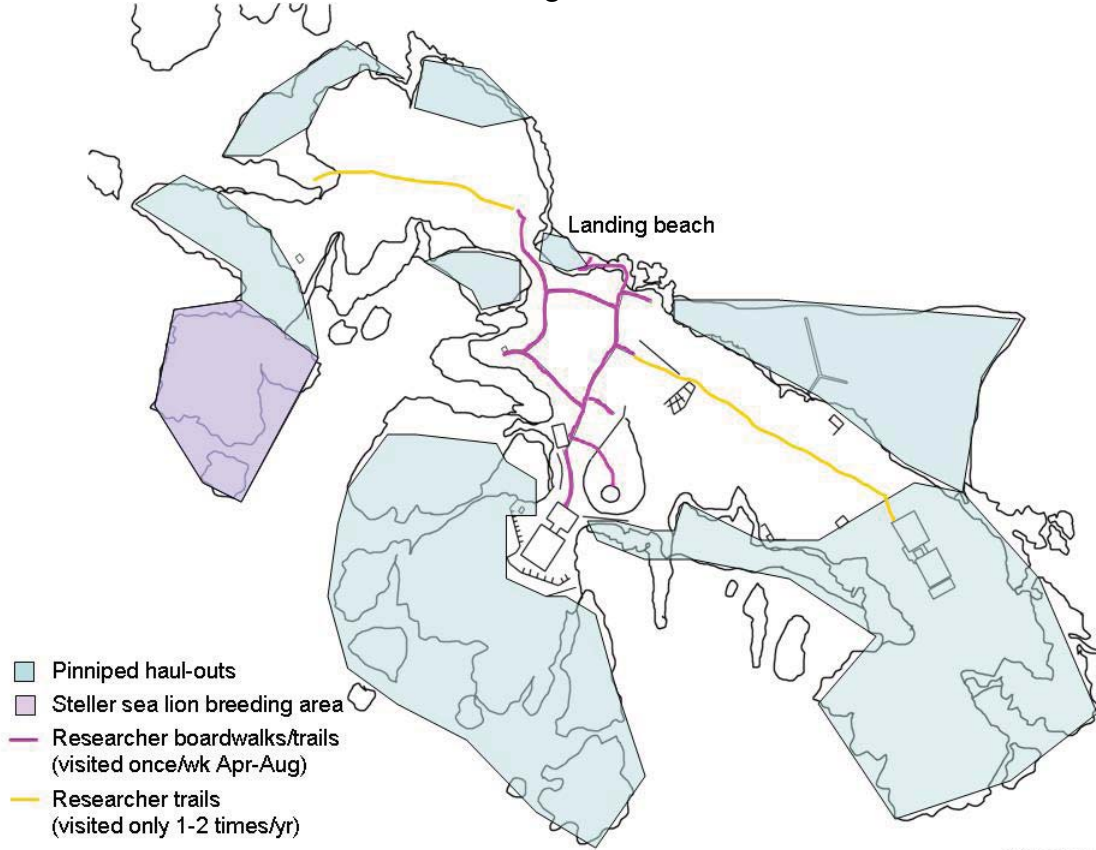 Landing beach
Pinniped haul-outs
Steller sea lion breeding area
Researcher boardwalks/trails
(visited once/wk Apr-Aug)
Researcher trails
(visited only 1-2 times/yr)